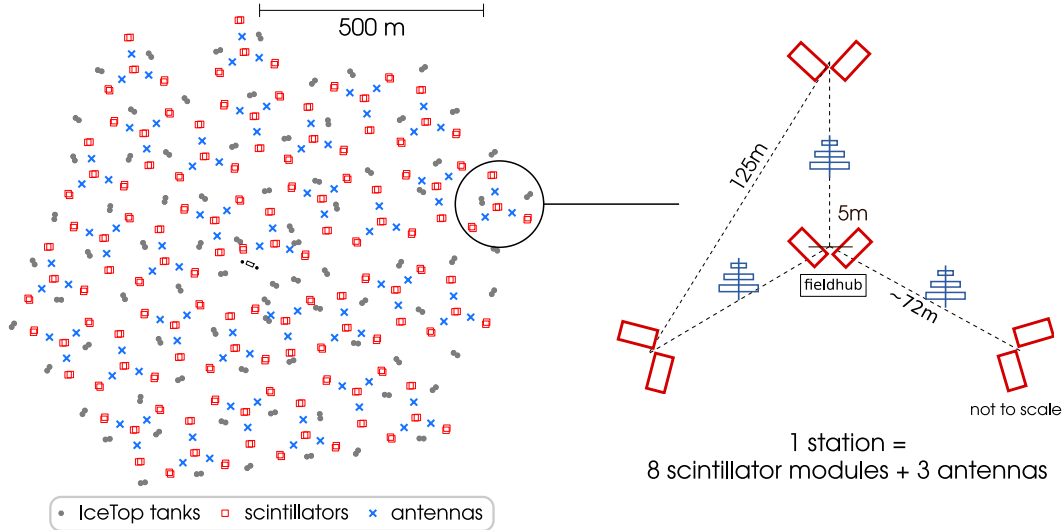 500 m
125m
5m
fieldhub
~72m
not to scale
1 station =
8 scintillator modules + 3 antennas
IceTop tanks scintillators antennas